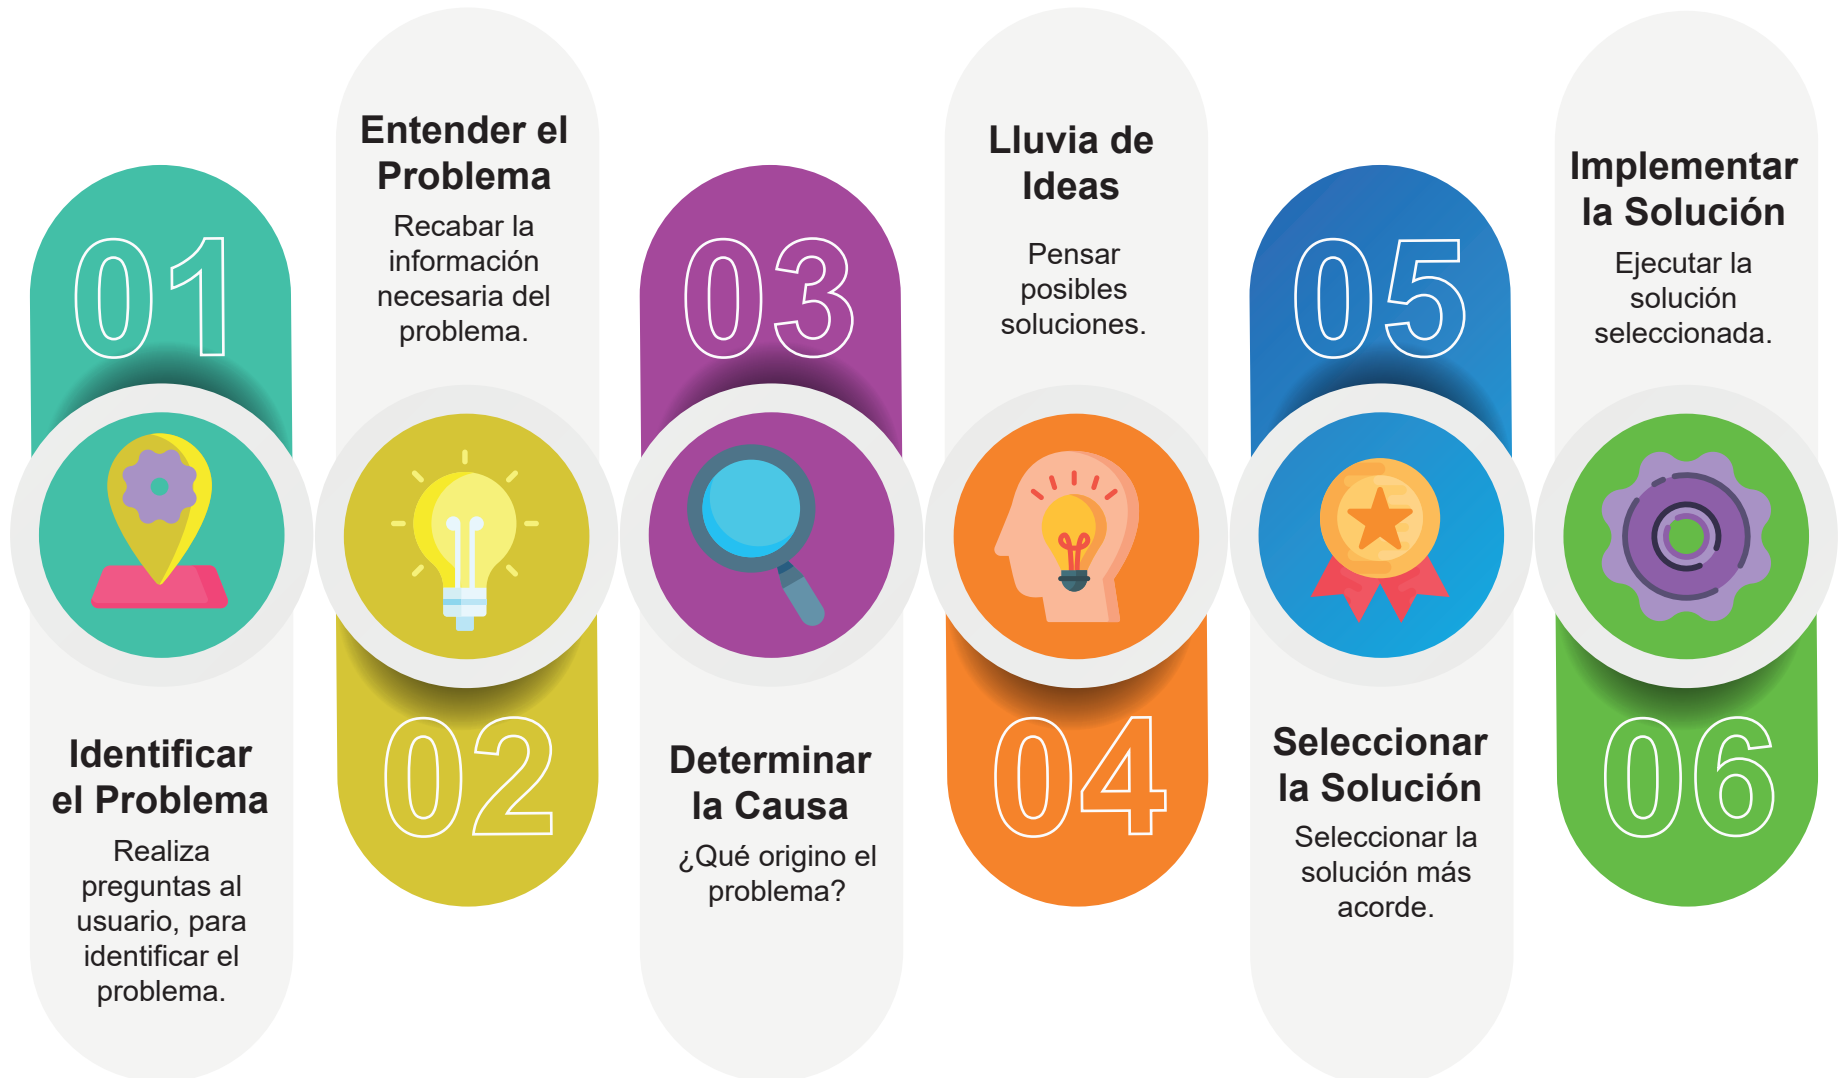 01
Identificar
el Problema
Realiza
preguntas al
usuario, para
identificar el
problema.
Entender el
Problema
Recabar la
información
necesaria del
problema.
02
03
Determinar
la Causa
¿Qué origino el
problema?
Lluvia de
Ideas
Pensar
posibles
soluciones.
04
05
Seleccionar
la Solución
Seleccionar la
solución más
acorde.
Implementar
la Solución
Ejecutar la
solución
seleccionada.
06